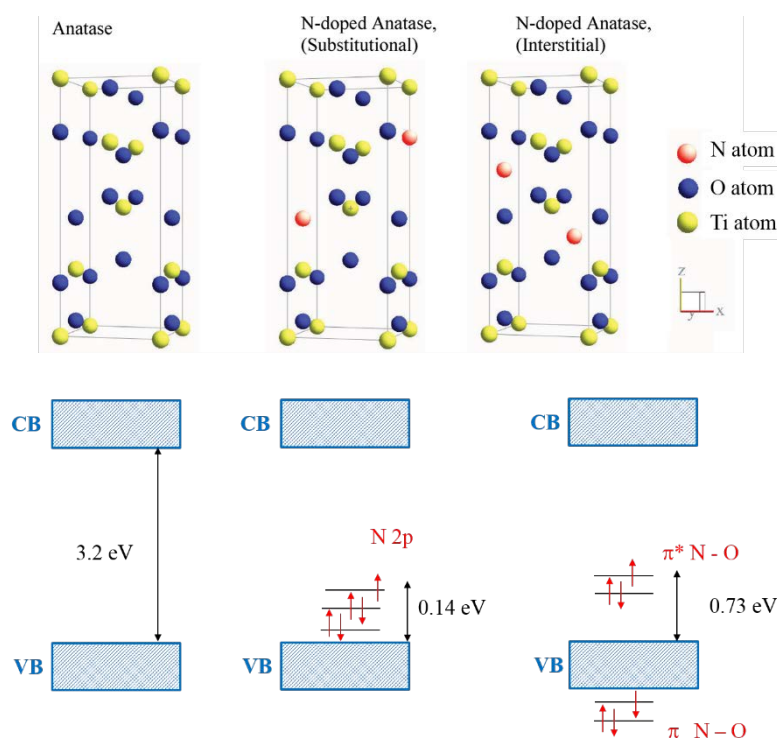 Anatase
N-doped Anatase,
(Substitutional)
N-doped Anatase,
(Interstitial)
N atom
O atom
Ti atom
Z
y
X
CB
CB
CB
3.2 eV
N 2p
0.14 eV
π* N - O
0.73 eV
VB
VB
VB
π N – O